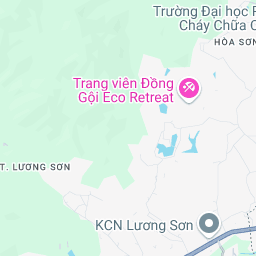 Trường Đại học P
Cháy Chữa C
HÒA SƠN
Trang viên Đồng
Gội Eco Retreat
T. LƯƠNG SƠN
KCN Lương Sơn